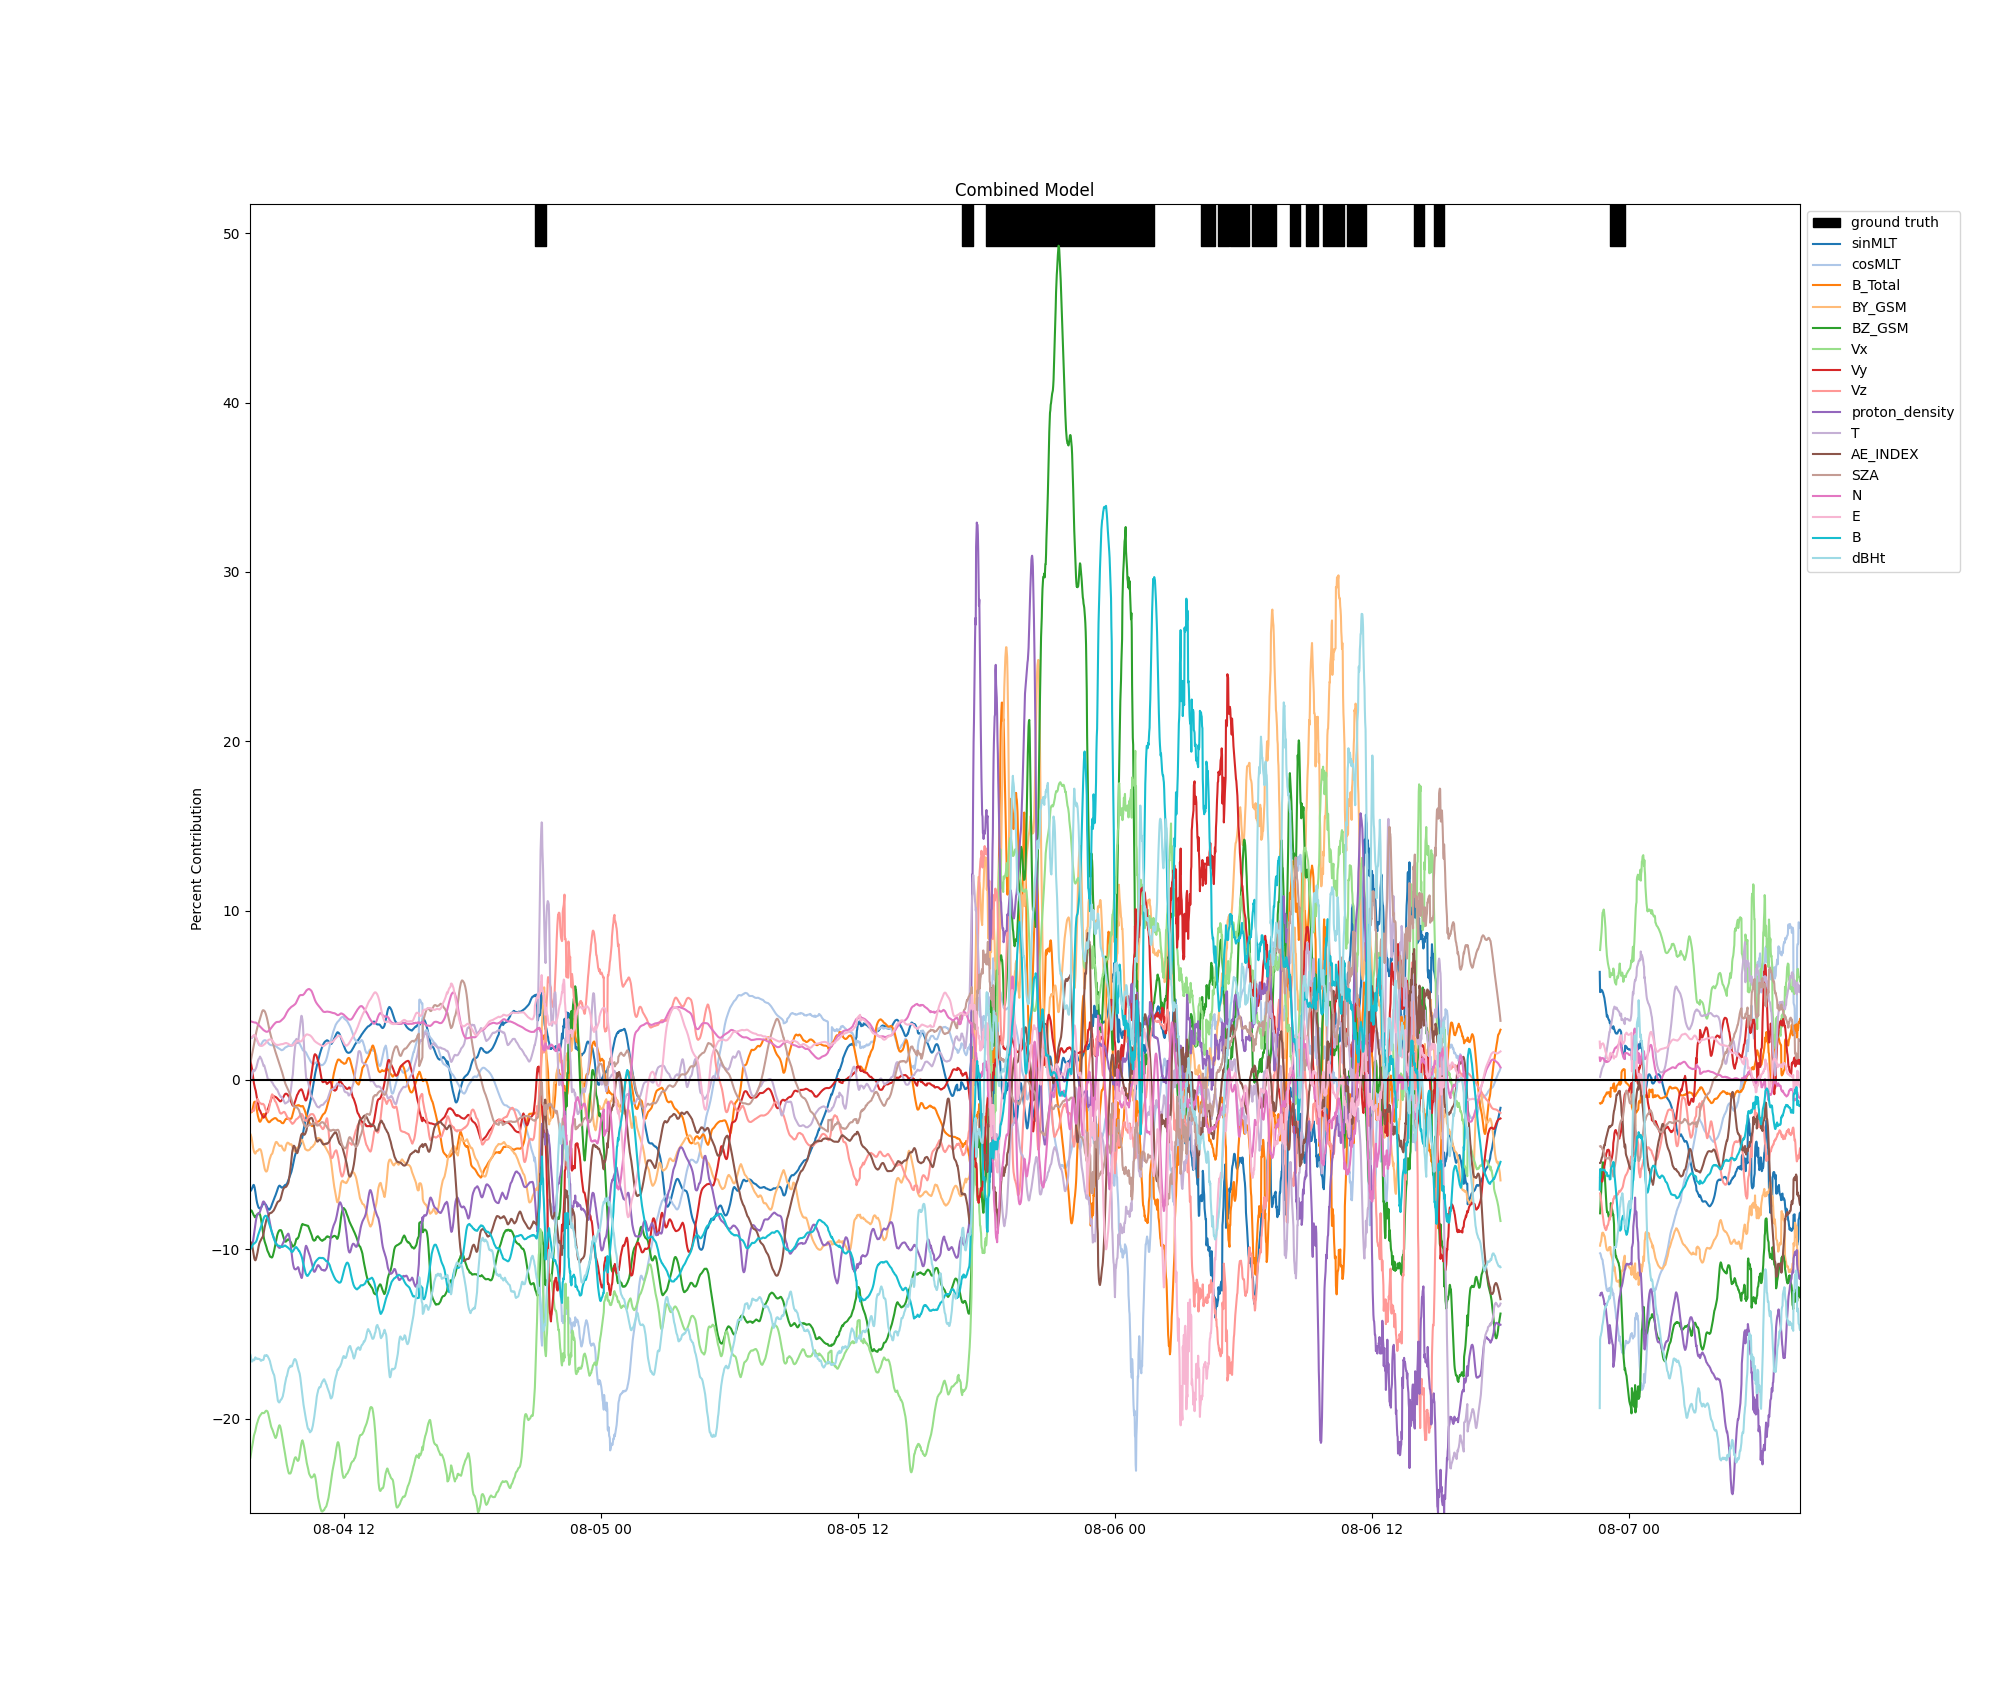 Combined Model
50
40
30
20
10
0
−10
−20
Percent Contribution
08-04 12
08-05 00
08-05 12
08-06 00
08-06 12
08-07 00
ground truth
sinMLT
cosMLT
B_Total
BY_GSM
BZ_GSM
Vx
Vy
Vz
proton_density
T
AE_INDEX
SZA
N
E
B
dBHt